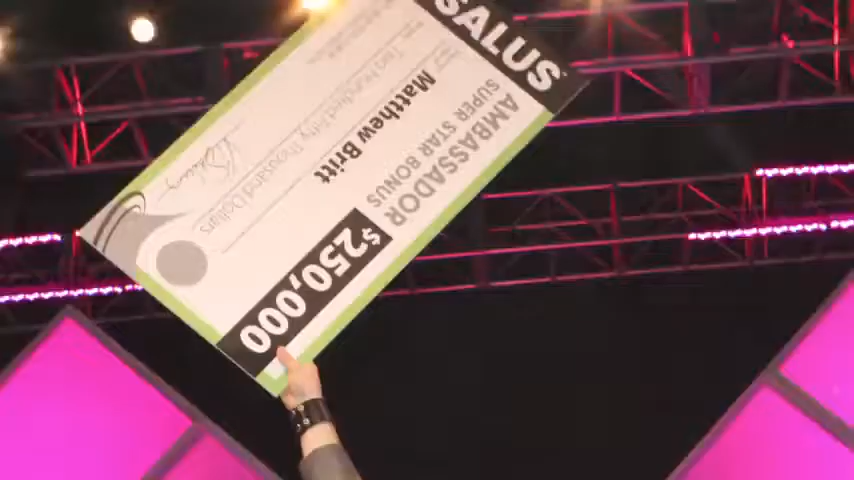 SALUS
AMBASSADOR
SUPER STAR BONUS
Matthew Britt
$250,000
Two Hundred Fifty Thousand Dollars